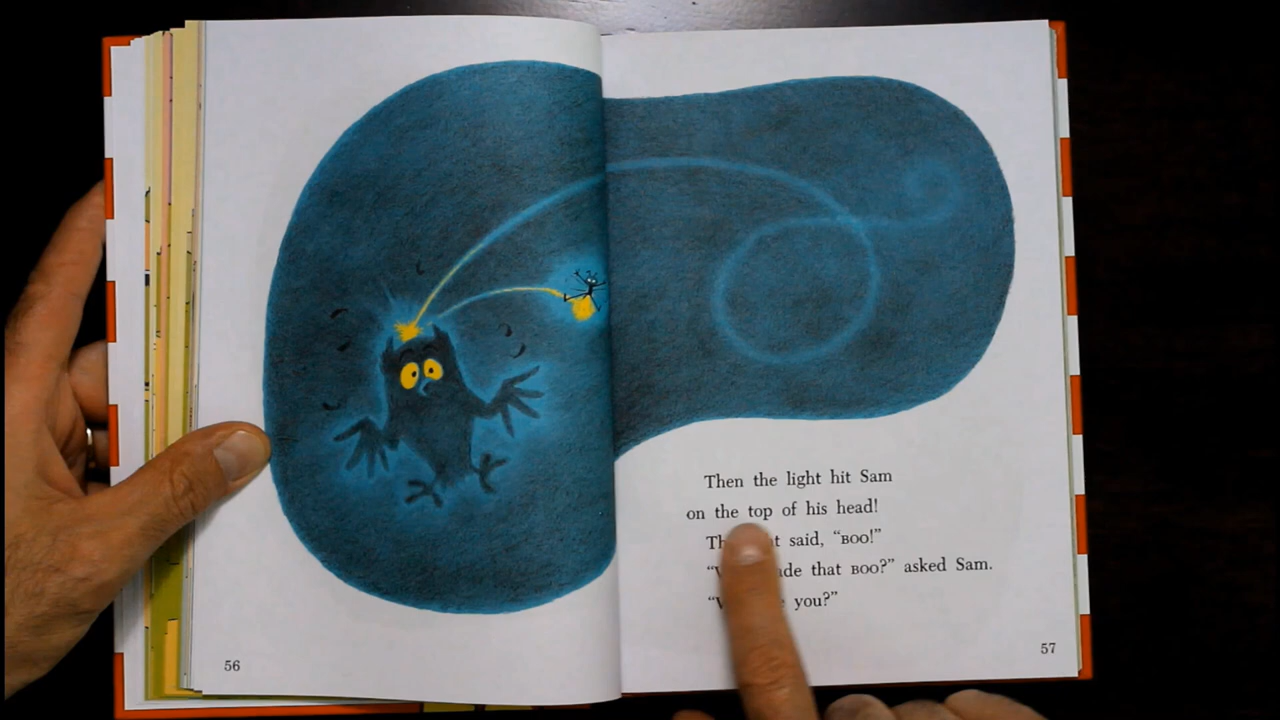 Then the light hit Sam
on the top of his head!
said, “BOO!”
that BOO?” asked Sam.
you?”
56
57